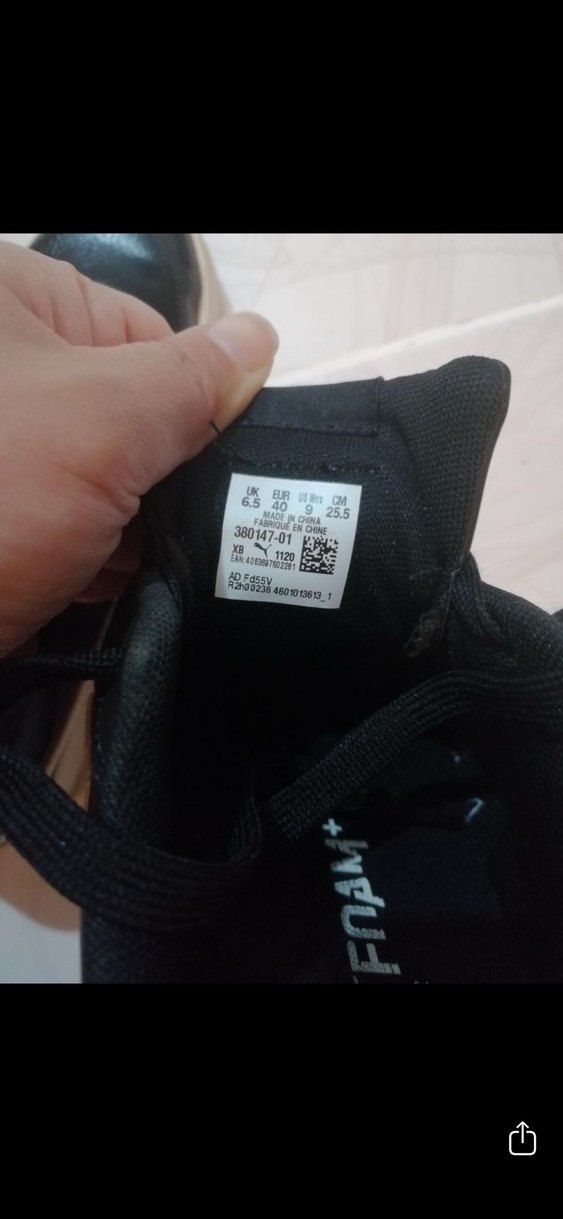 UK EUR US Wn's CM
6.5 40 9 25.5
MADE IN CHINA
FABRIQUE EN CHINE
380147-01
XB 1120
EAN: 4063697602281
AD Fd55V
R2h00238 4601013613_1
FOAM+